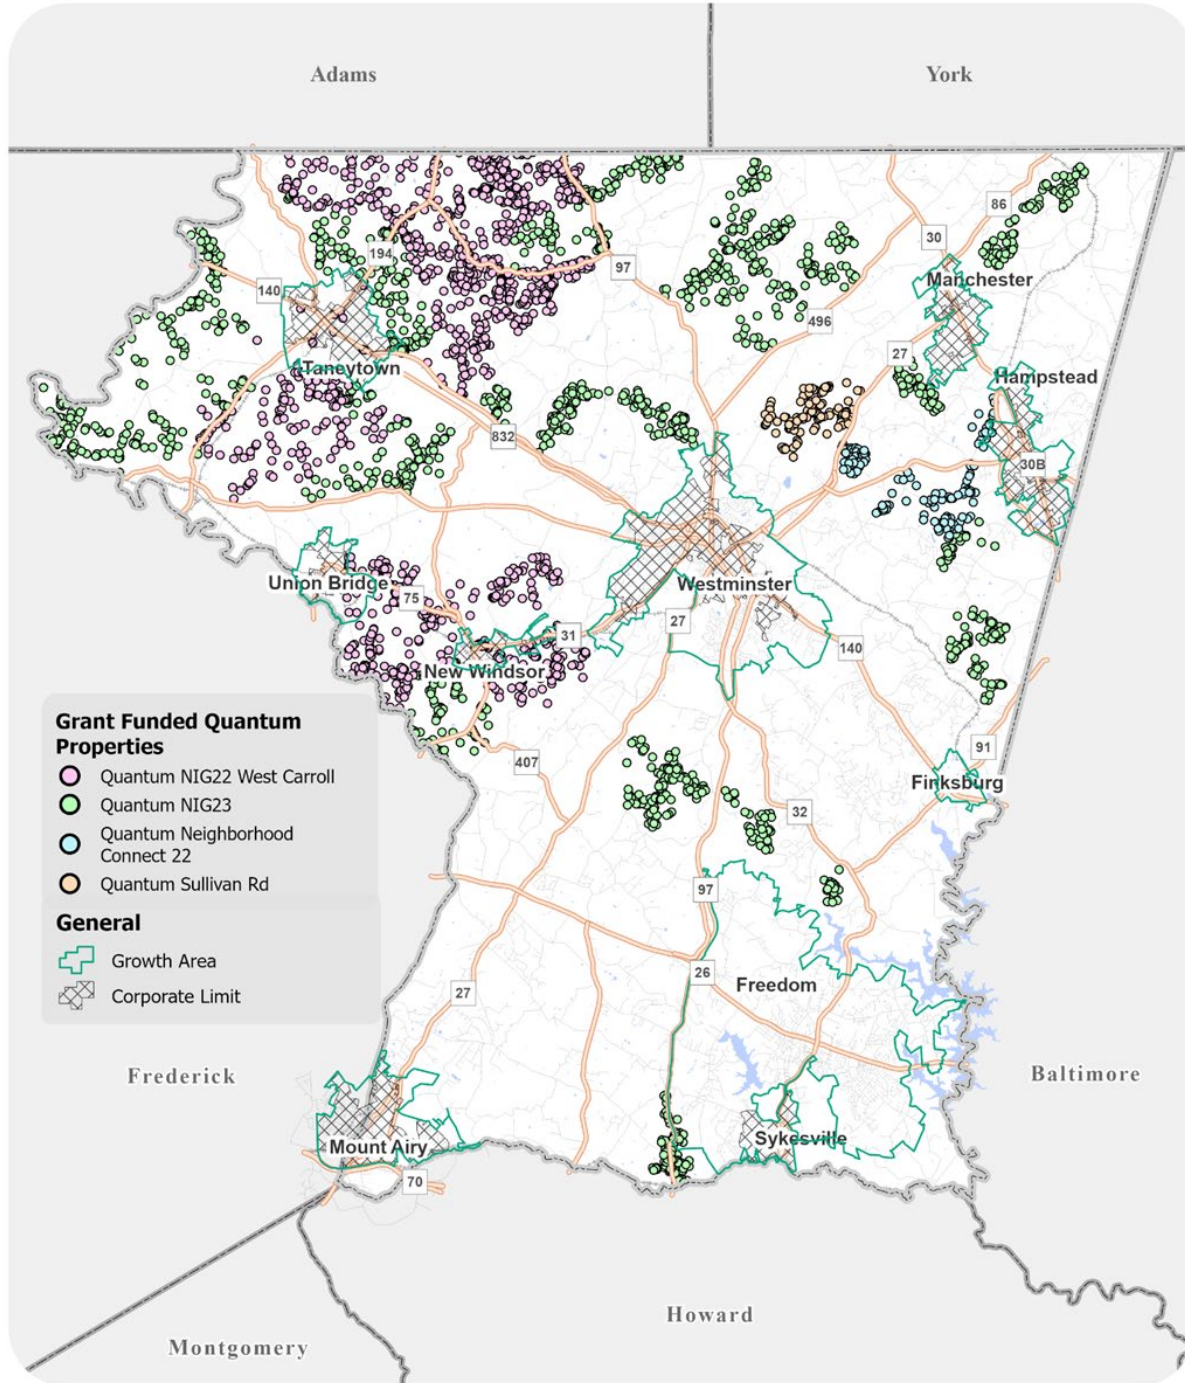 Adams
York
86
30
194
97
Manchester
140
496
27
Taneytown
Hampstead
832
30B
Union Bridge
Westminster
75
27
31
140
New Windsor
Grant Funded Quantum
Properties
Quantum NIG22 West Carroll
Quantum NIG23
Quantum Neighborhood
Connect 22
Quantum Sullivan Rd
General
Growth Area
Corporate Limit
91
407
Finksburg
32
97
26
Freedom
27
Frederick
Baltimore
Sykesville
Mount Airy
70
Howard
Montgomery